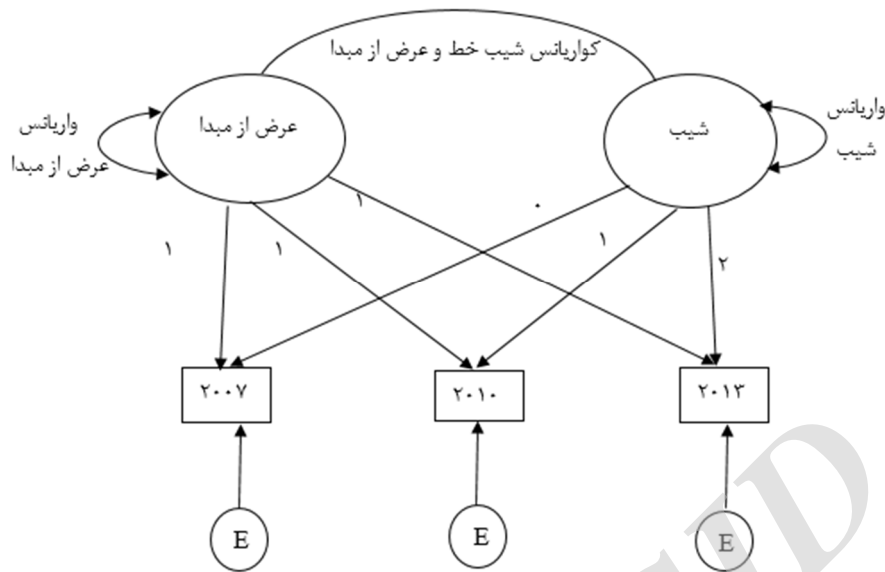 کواریانس شیب خط و عرض از مبدا
واریانس
عرض از مبدا
عرض از مبدا
شیب
واریانس
شیب
۱
۱
۱
۰
۱
۲
۲۰۰۷
۲۰۱۰
۲۰۱۳
E
E
E